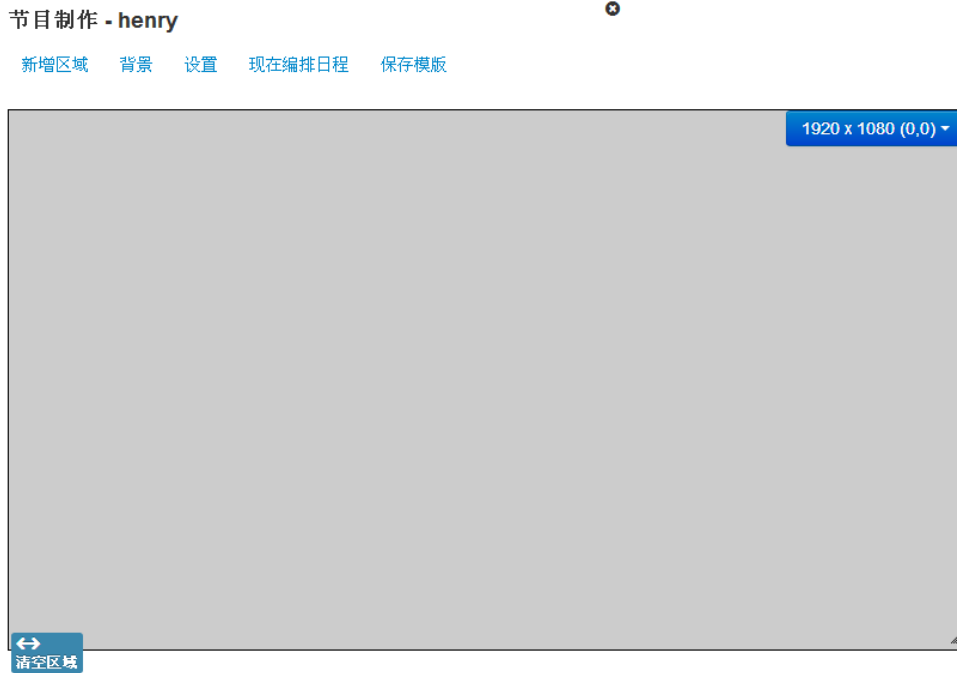 节目制作 - henry
新增区域 背景 设置 现在编排日程 保存模版
1920 x 1080 (0,0)
清空区域